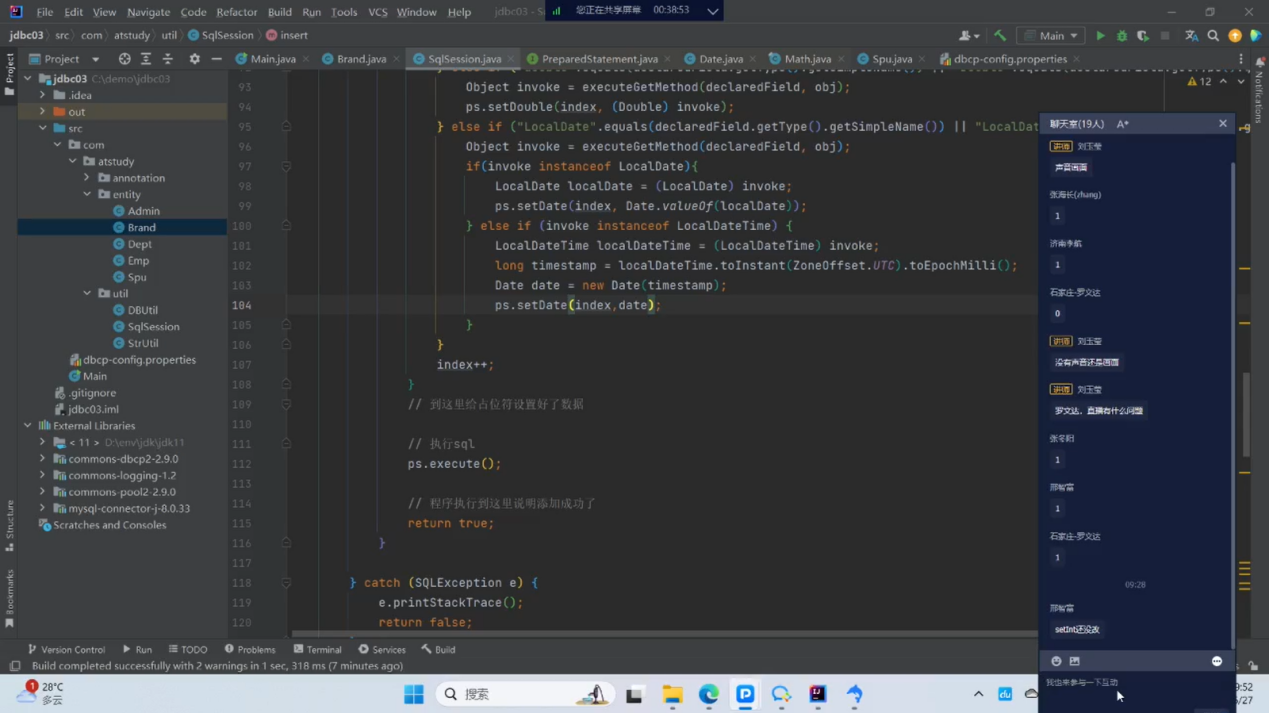 File Edit View Navigate Code Refactor Build Run Tools VCS Window Help
您正在共享屏幕 00:38:53
jdbc03 src com atstudy util SqlSession insert
Main
Project
Main.java Brand.java SqlSession.java PreparedStatement.java Date.java Math.java Spu.java dbcp-config.properties
jdbc03 C:\demo\jdbc03
.idea
out
src
com
atstudy
annotation
entity
Admin
Brand
Dept
Emp
Spu
util
DBUtil
SqlSession
StrUtil
dbcp-config.properties
Main
.gitignore
jdbc03.iml
External Libraries
< 11 > D:\env\jdk\jdk11
commons-dbcp2-2.9.0
commons-logging-1.2
commons-pool2-2.9.0
mysql-connector-j-8.0.33
Scratches and Consoles
Project
Structure
Bookmarks
Notifications
12
93 Object invoke = executeGetMethod(declaredField, obj);
94 ps.setDouble(index, (Double) invoke);
95 } else if ("LocalDate".equals(declaredField.getType().getSimpleName()) || "LocalDat
96 Object invoke = executeGetMethod(declaredField, obj);
97 if(invoke instanceof LocalDate){
98 LocalDate localDate = (LocalDate) invoke;
99 ps.setDate(index, Date.valueOf(localDate));
100 } else if (invoke instanceof LocalDateTime) {
101 LocalDateTime localDateTime = (LocalDateTime) invoke;
102 long timestamp = localDateTime.toInstant(ZoneOffset.UTC).toEpochMilli();
103 Date date = new Date(timestamp);
104 ps.setDate(index,date);
105 }
106 }
107 index++;
108 }
109 // 到这里给占位符设置好了数据
110
111 // 执行sql
112 ps.execute();
113
114 // 程序执行到这里说明添加成功了
115 return true;
116 }
117
118 } catch (SQLException e) {
119 e.printStackTrace();
120 return false;
聊天室(19人) A*
讲师 刘玉莹
声音画面
张海长(zhang)
1
济南李航
1
石家庄-罗文达
0
讲师 刘玉莹
没有声音还是画面
讲师 刘玉莹
罗文达，直播有什么问题
张冬阳
1
邢智富
1
石家庄-罗文达
1
09:28
邢智富
setInt还没改
我也来参与一下互动
Version Control Run TODO Problems Terminal Services Build
Build completed successfully with 2 warnings in 1 sec, 318 ms (7 minutes ago)
1
28°C
多云
搜索
du
9:52
6/27